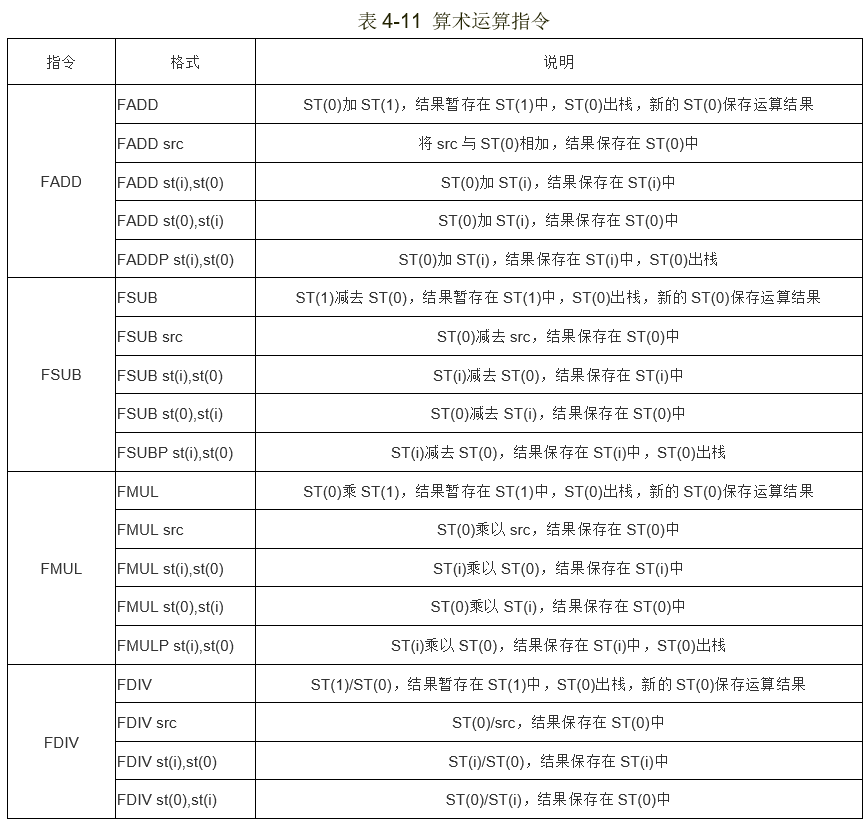 表 4-11 算术运算指令
指令 格式 说明
FADD ST(0)加 ST(1)，结果暂存在 ST(1)中，ST(0)出栈，新的 ST(0)保存运算结果
FADD src 将 src 与 ST(0)相加，结果保存在 ST(0)中
FADD FADD st(i),st(0) ST(0)加 ST(i)，结果保存在 ST(i)中
FADD st(0),st(i) ST(0)加 ST(i)，结果保存在 ST(0)中
FADDP st(i),st(0) ST(0)加 ST(i)，结果保存在 ST(i)中，ST(0)出栈
FSUB ST(1)减去 ST(0)，结果暂存在 ST(1)中，ST(0)出栈，新的 ST(0)保存运算结果
FSUB src ST(0)减去 src，结果保存在 ST(0)中
FSUB FSUB st(i),st(0) ST(i)减去 ST(0)，结果保存在 ST(i)中
FSUB st(0),st(i) ST(0)减去 ST(i)，结果保存在 ST(0)中
FSUBP st(i),st(0) ST(i)减去 ST(0)，结果保存在 ST(i)中，ST(0)出栈
FMUL ST(0)乘 ST(1)，结果暂存在 ST(1)中，ST(0)出栈，新的 ST(0)保存运算结果
FMUL src ST(0)乘以 src，结果保存在 ST(0)中
FMUL FMUL st(i),st(0) ST(i)乘以 ST(0)，结果保存在 ST(i)中
FMUL st(0),st(i) ST(0)乘以 ST(i)，结果保存在 ST(0)中
FMULP st(i),st(0) ST(i)乘以 ST(0)，结果保存在 ST(i)中，ST(0)出栈
FDIV ST(1)/ST(0)，结果暂存在 ST(1)中，ST(0)出栈，新的 ST(0)保存运算结果
FDIV src ST(0)/src，结果保存在 ST(0)中
FDIV FDIV st(i),st(0) ST(i)/ST(0)，结果保存在 ST(i)中
FDIV st(0),st(i) ST(0)/ST(i)，结果保存在 ST(0)中